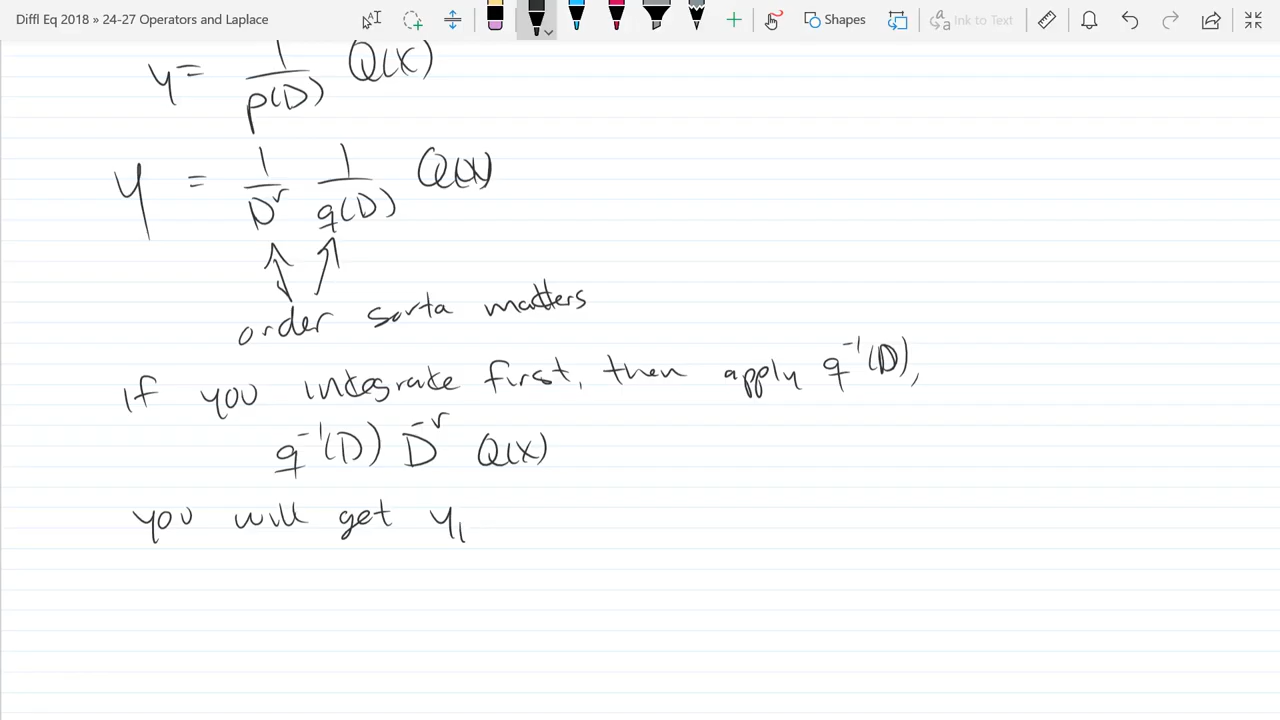 Diffl Eq 2018 » 24-27 Operators and Laplace
Shapes
Ink to Text
y = 1/p(D) Q(x)
y = 1/D^r 1/q(D) Q(x)
order sorta matters
If you integrate first, then apply q^-1(D),
q^-1(D) D^-r Q(x)
you will get y